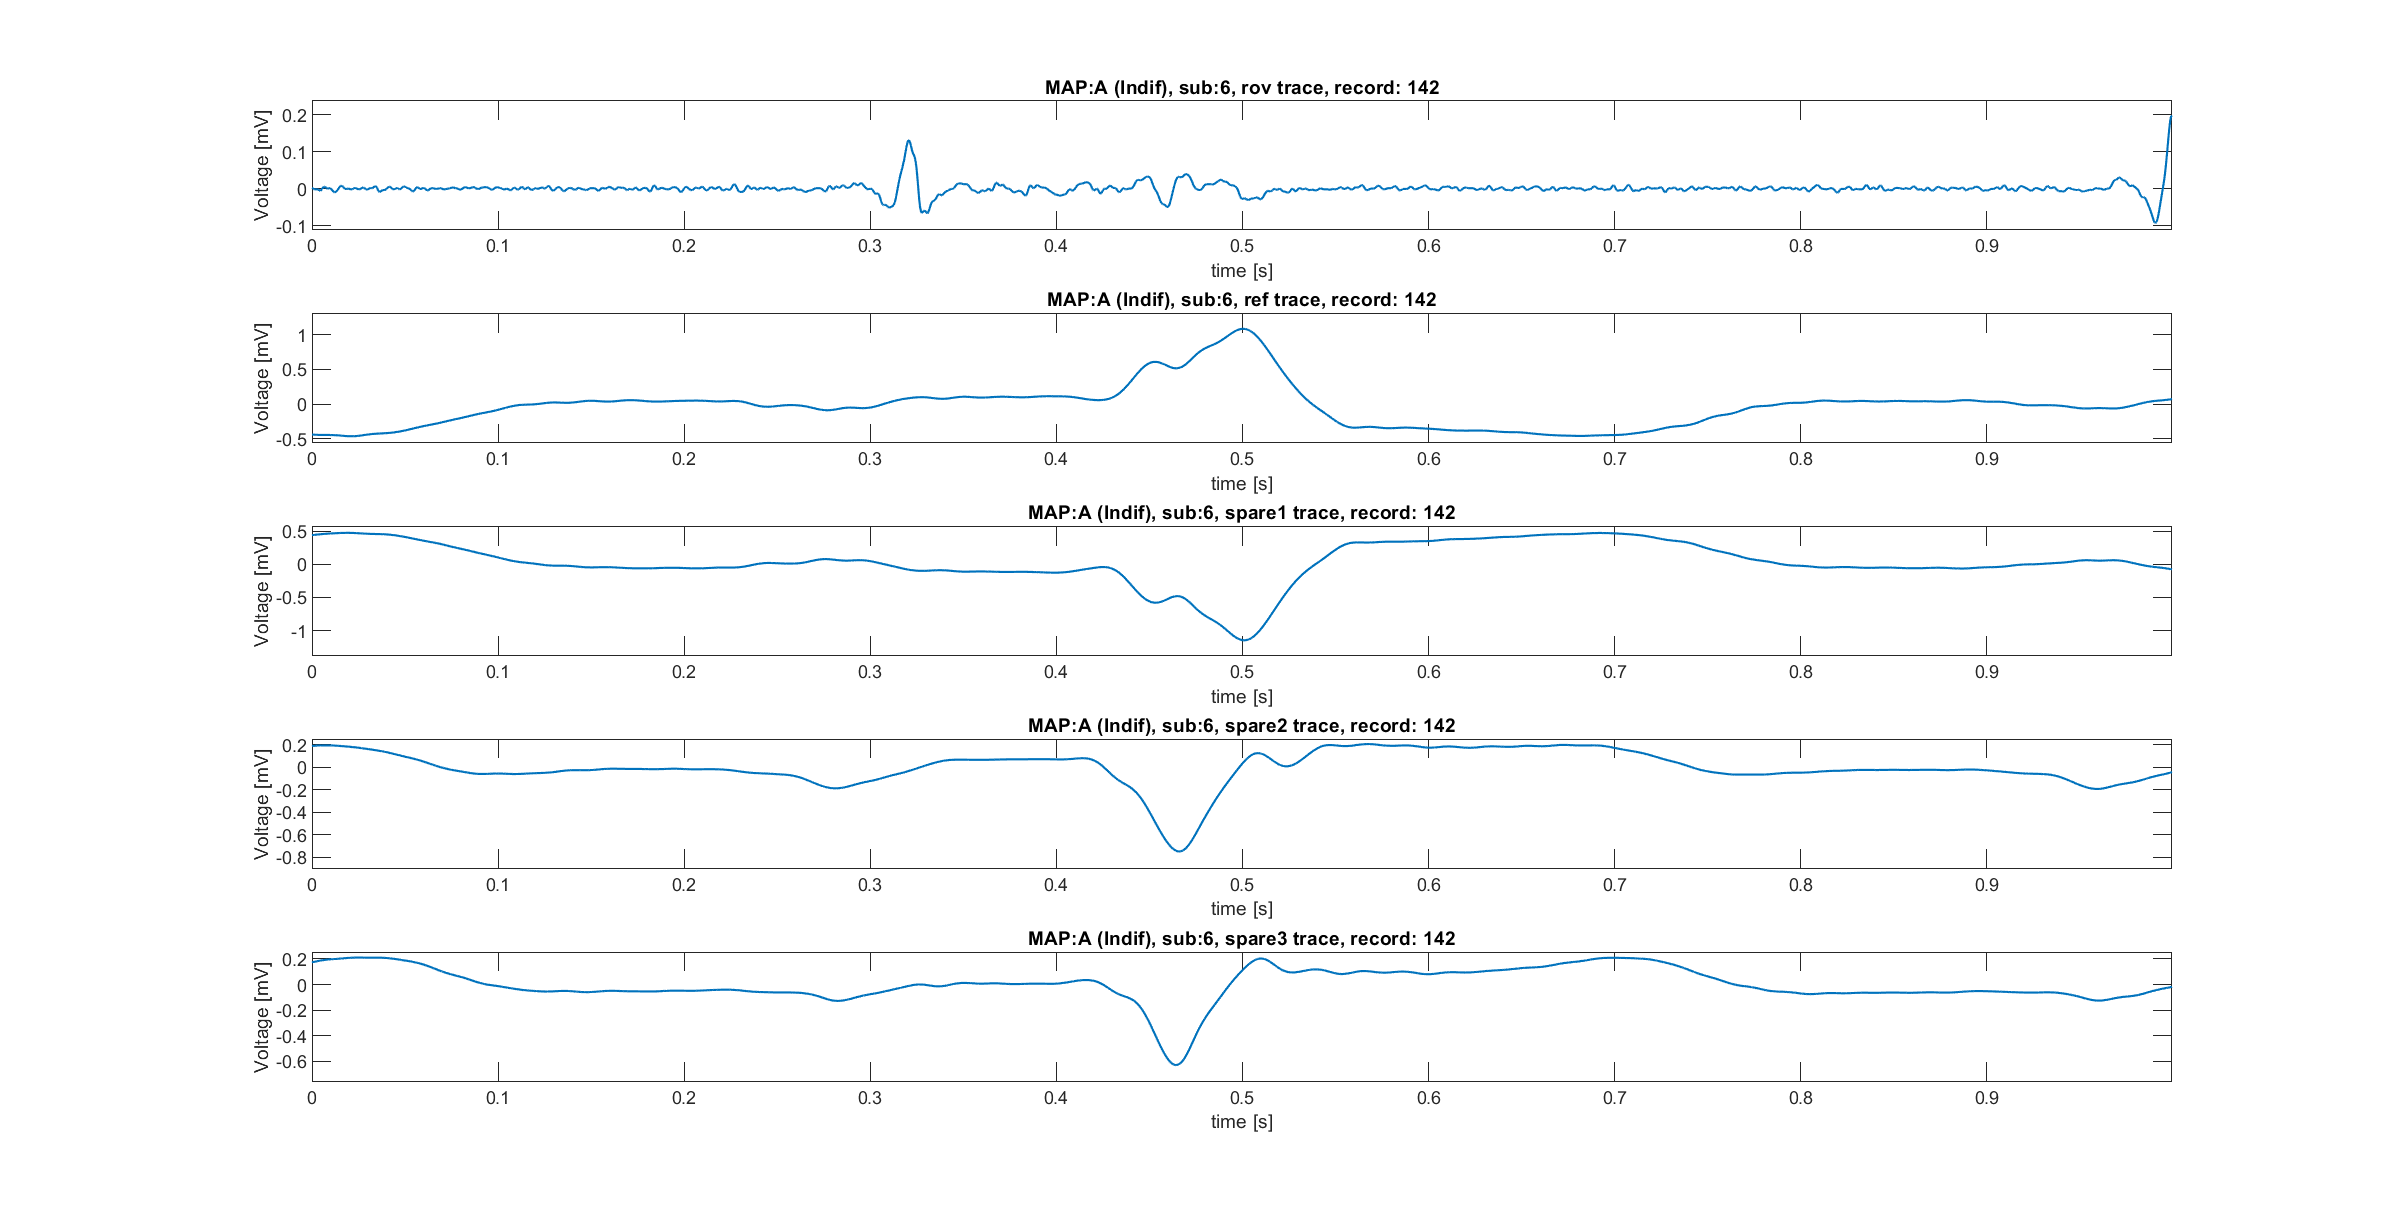 MAP:A (Indif), sub:6, rov trace, record: 142
Voltage [mV]
0.2
0.1
0
-0.1
0 0.1 0.2 0.3 0.4 0.5 0.6 0.7 0.8 0.9
time [s]
MAP:A (Indif), sub:6, ref trace, record: 142
Voltage [mV]
1
0.5
0
-0.5
0 0.1 0.2 0.3 0.4 0.5 0.6 0.7 0.8 0.9
time [s]
MAP:A (Indif), sub:6, spare1 trace, record: 142
Voltage [mV]
0.5
0
-0.5
-1
0 0.1 0.2 0.3 0.4 0.5 0.6 0.7 0.8 0.9
time [s]
MAP:A (Indif), sub:6, spare2 trace, record: 142
Voltage [mV]
0.2
0
-0.2
-0.4
-0.6
-0.8
0 0.1 0.2 0.3 0.4 0.5 0.6 0.7 0.8 0.9
time [s]
MAP:A (Indif), sub:6, spare3 trace, record: 142
Voltage [mV]
0.2
0
-0.2
-0.4
-0.6
0 0.1 0.2 0.3 0.4 0.5 0.6 0.7 0.8 0.9
time [s]